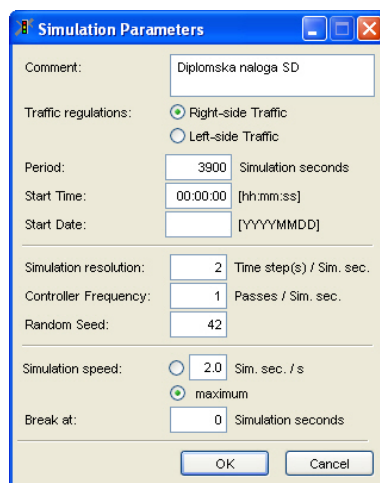 Simulation Parameters
Comment: Diplomska naloga SD
Traffic regulations: Right-side Traffic
Left-side Traffic
Period: 3900 Simulation seconds
Start Time: 00:00:00 [hh:mm:ss]
Start Date: [YYYYMMDD]
Simulation resolution: 2 Time step(s) / Sim. sec.
Controller Frequency: 1 Passes / Sim. sec.
Random Seed: 42
Simulation speed: 2.0 Sim. sec. / s
maximum
Break at: 0 Simulation seconds
OK Cancel